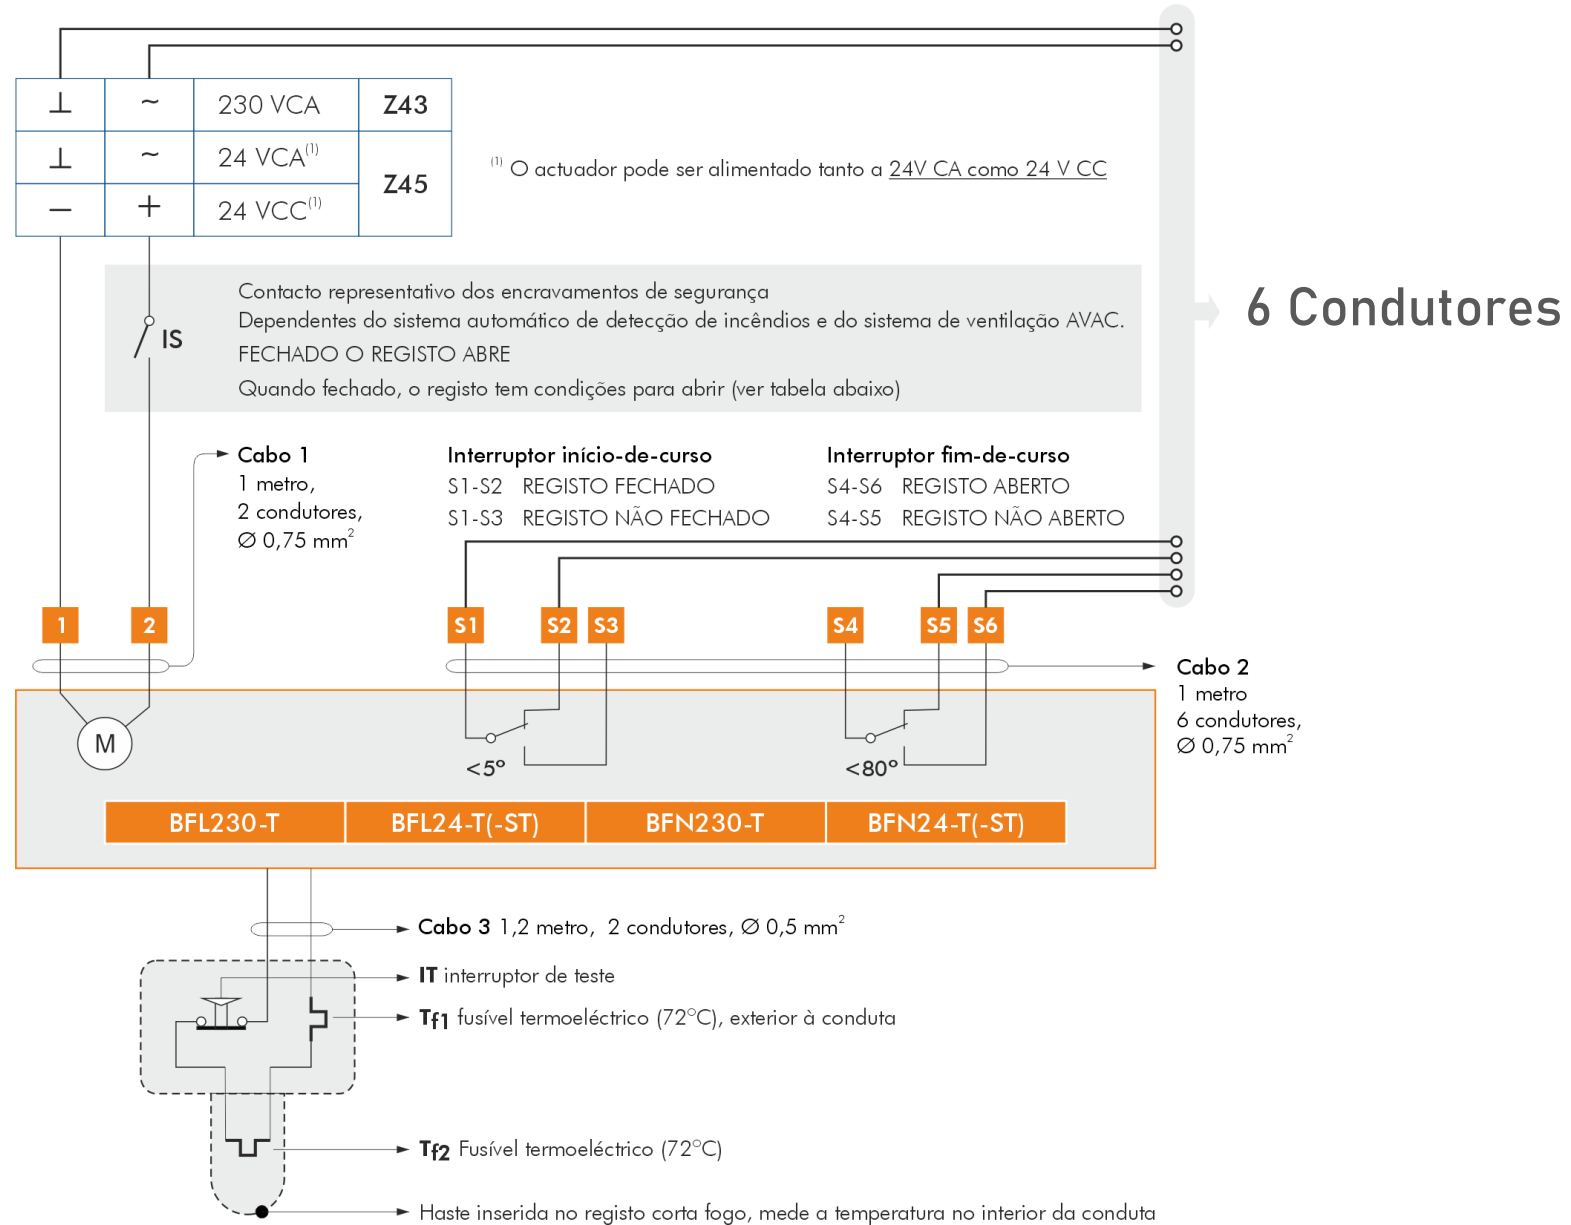 ⊥ ~ 230 VCA Z43
⊥ ~ 24 VCA(1)
Z45
— + 24 VCC(1)
(1) O actuador pode ser alimentado tanto a 24V CA como 24 V CC
6 Condutores
Contacto representativo dos encravamentos de segurança
Dependentes do sistema automático de detecção de incêndios e do sistema de ventilação AVAC.
IS
FECHADO O REGISTO ABRE
Quando fechado, o registo tem condições para abrir (ver tabela abaixo)
Cabo 1
1 metro,
2 condutores,
Ø 0,75 mm2
Interruptor início-de-curso
S1-S2 REGISTO FECHADO
S1-S3 REGISTO NÃO FECHADO
Interruptor fim-de-curso
S4-S6 REGISTO ABERTO
S4-S5 REGISTO NÃO ABERTO
1 2 S1 S2 S3 S4 S5 S6
Cabo 2
1 metro
6 condutores,
Ø 0,75 mm2
M
<5º
<80º
BFL230-T BFL24-T(-ST) BFN230-T BFN24-T(-ST)
Cabo 3 1,2 metro, 2 condutores, Ø 0,5 mm2
IT interruptor de teste
Tf1 fusível termoeléctrico (72°C), exterior à conduta
Tf2 Fusível termoeléctrico (72°C)
Haste inserida no registo corta fogo, mede a temperatura no interior da conduta